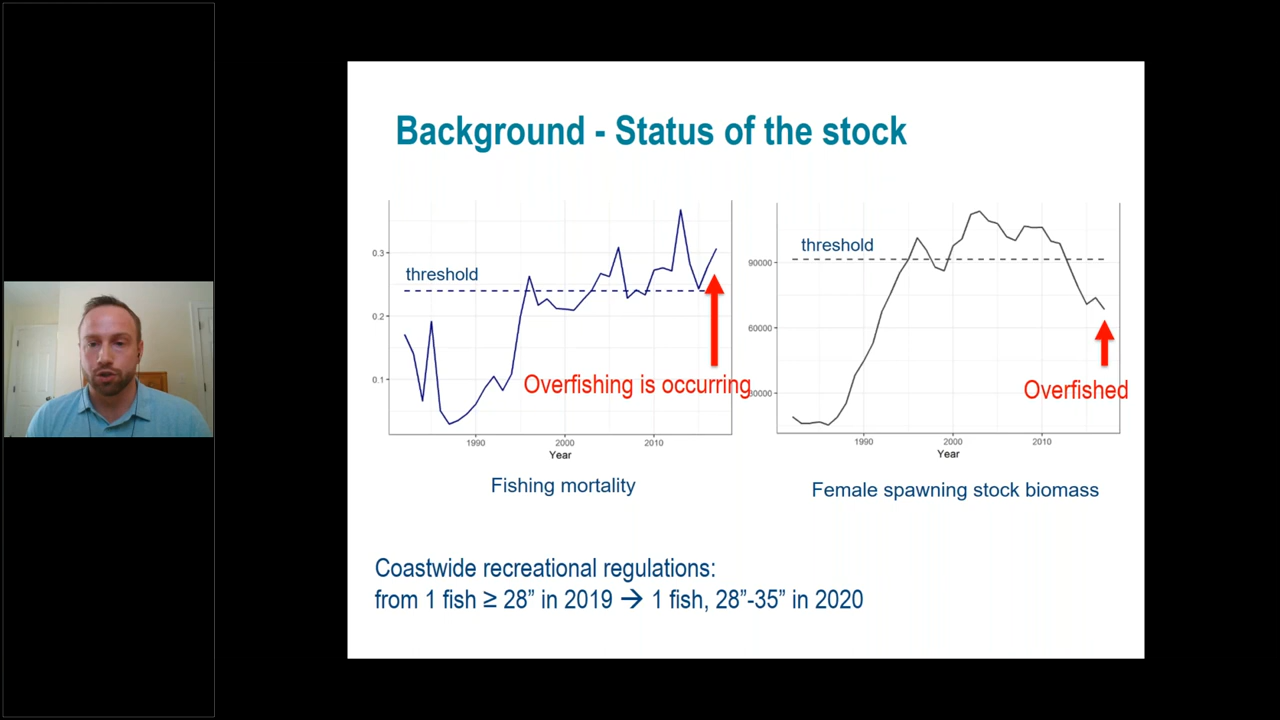 Background - Status of the stock
threshold
0.3
0.2
0.1
Overfishing is occurring
1990
2000
2010
Year
Fishing mortality
threshold
90000
60000
30000
Overfished
1990
2000
2010
Year
Female spawning stock biomass
Coastwide recreational regulations:
from 1 fish ≥ 28” in 2019 → 1 fish, 28”-35” in 2020